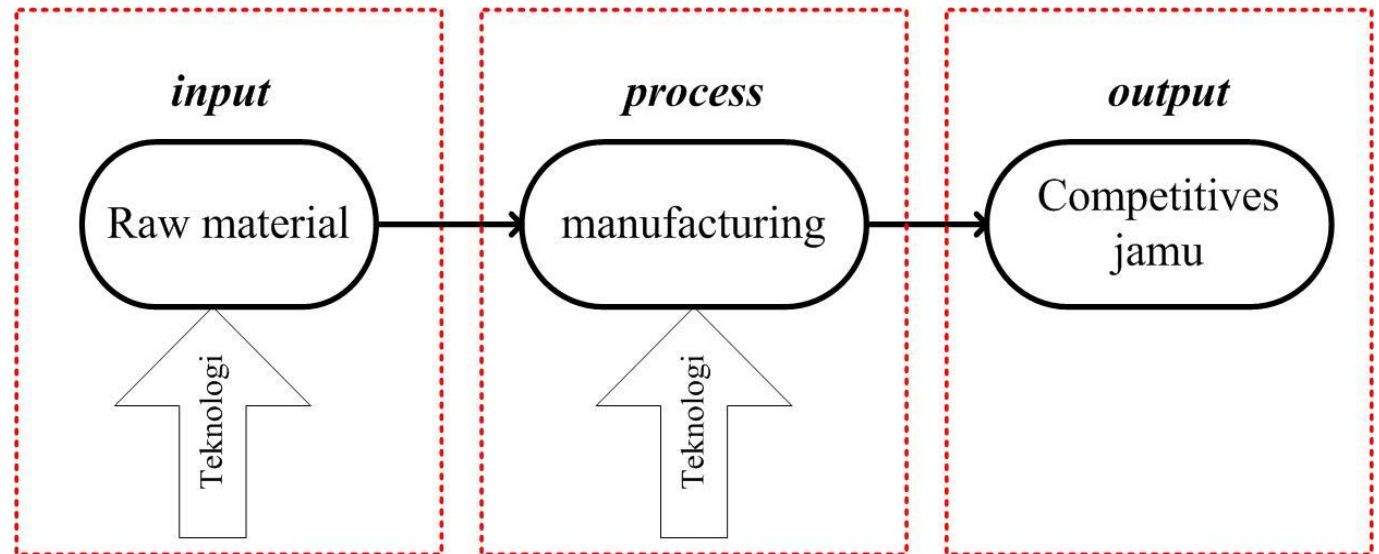 input
process
output
Raw material
manufacturing
Competitives
jamu
Teknologi
Teknologi